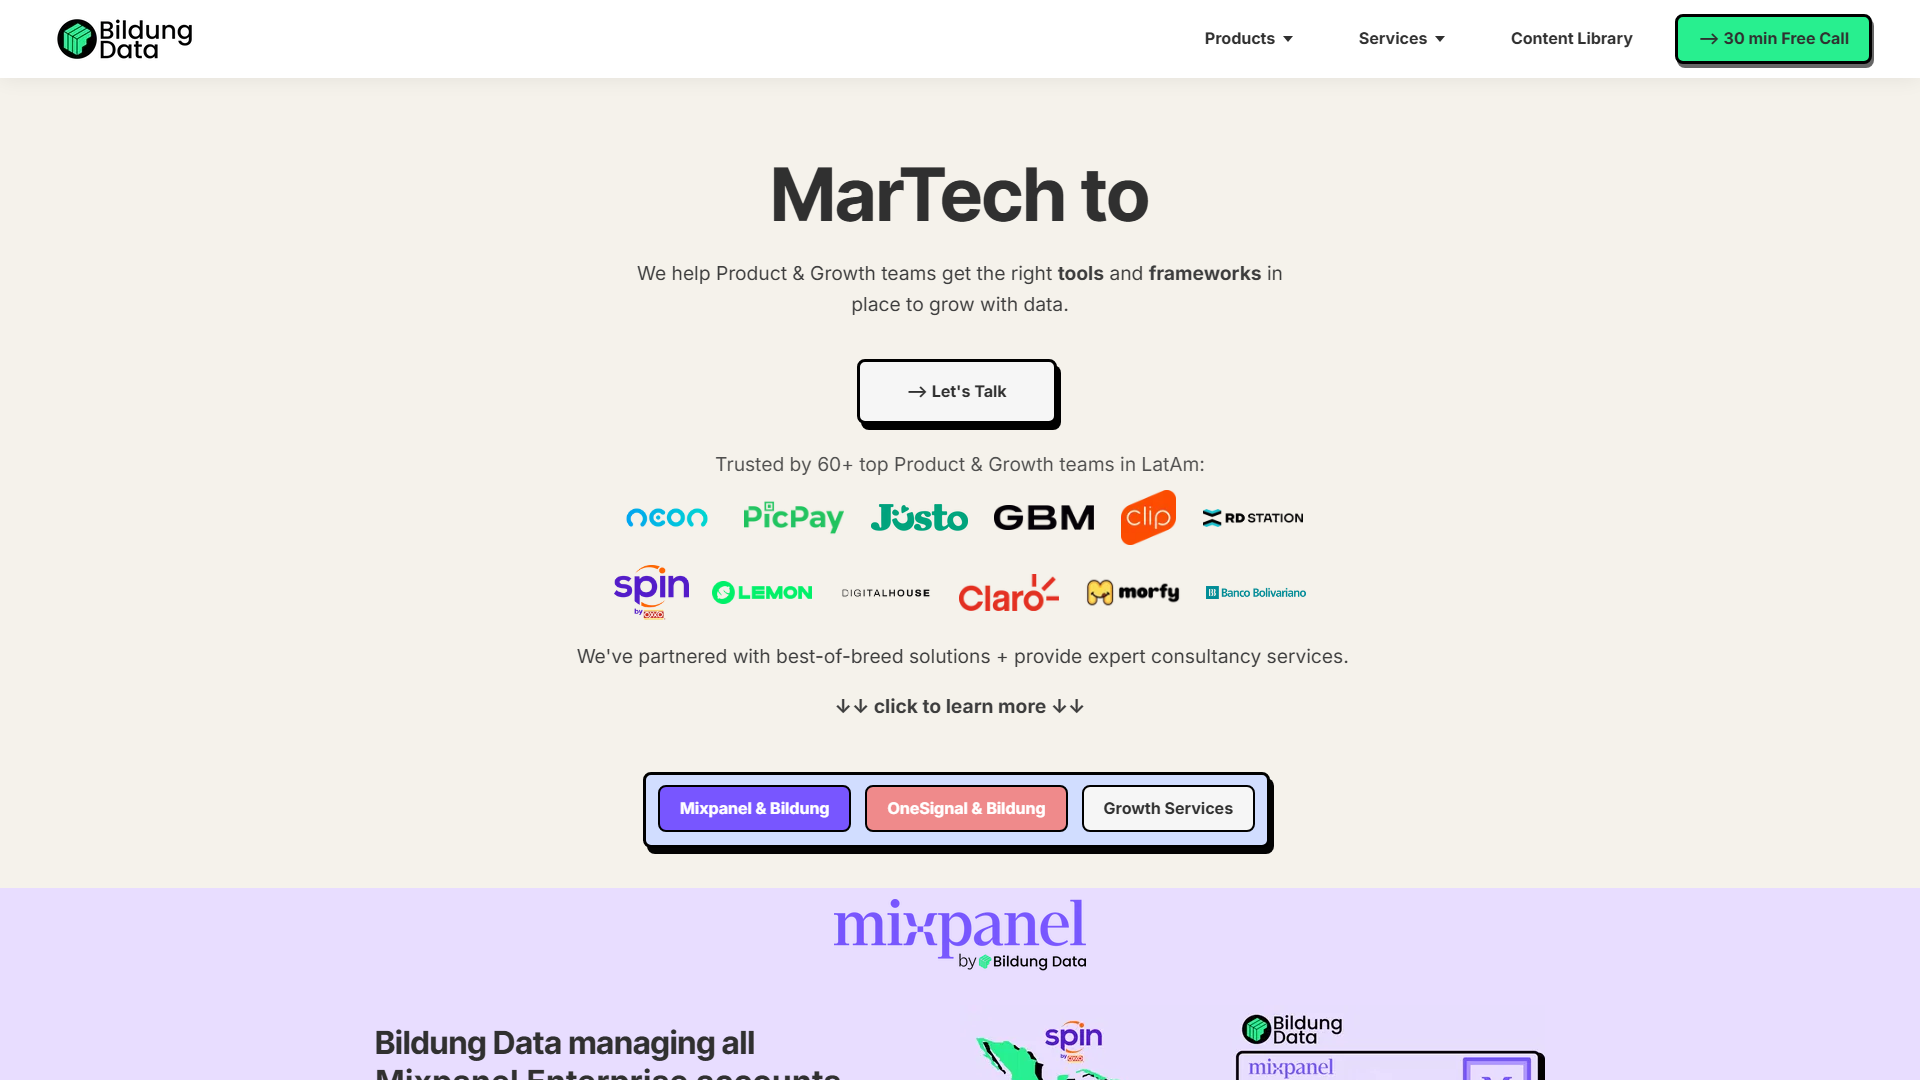 Bildung Data
Products
Services
Content Library
→ 30 min Free Call
MarTech to
We help Product & Growth teams get the right tools and frameworks in
place to grow with data.
→ Let's Talk
Trusted by 60+ top Product & Growth teams in LatAm:
neon PicPay Jüsto GBM clip RD STATION
spin by OXXO LEMON DIGITALHOUSE Claro morfy Banco Bolivariano
We've partnered with best-of-breed solutions + provide expert consultancy services.
↓↓ click to learn more ↓↓
Mixpanel & Bildung
OneSignal & Bildung
Growth Services
mixpanel
by Bildung Data
Bildung Data managing all
Mixpanel Enterprise accounts
spin by OXXO
Bildung Data
mixpanel